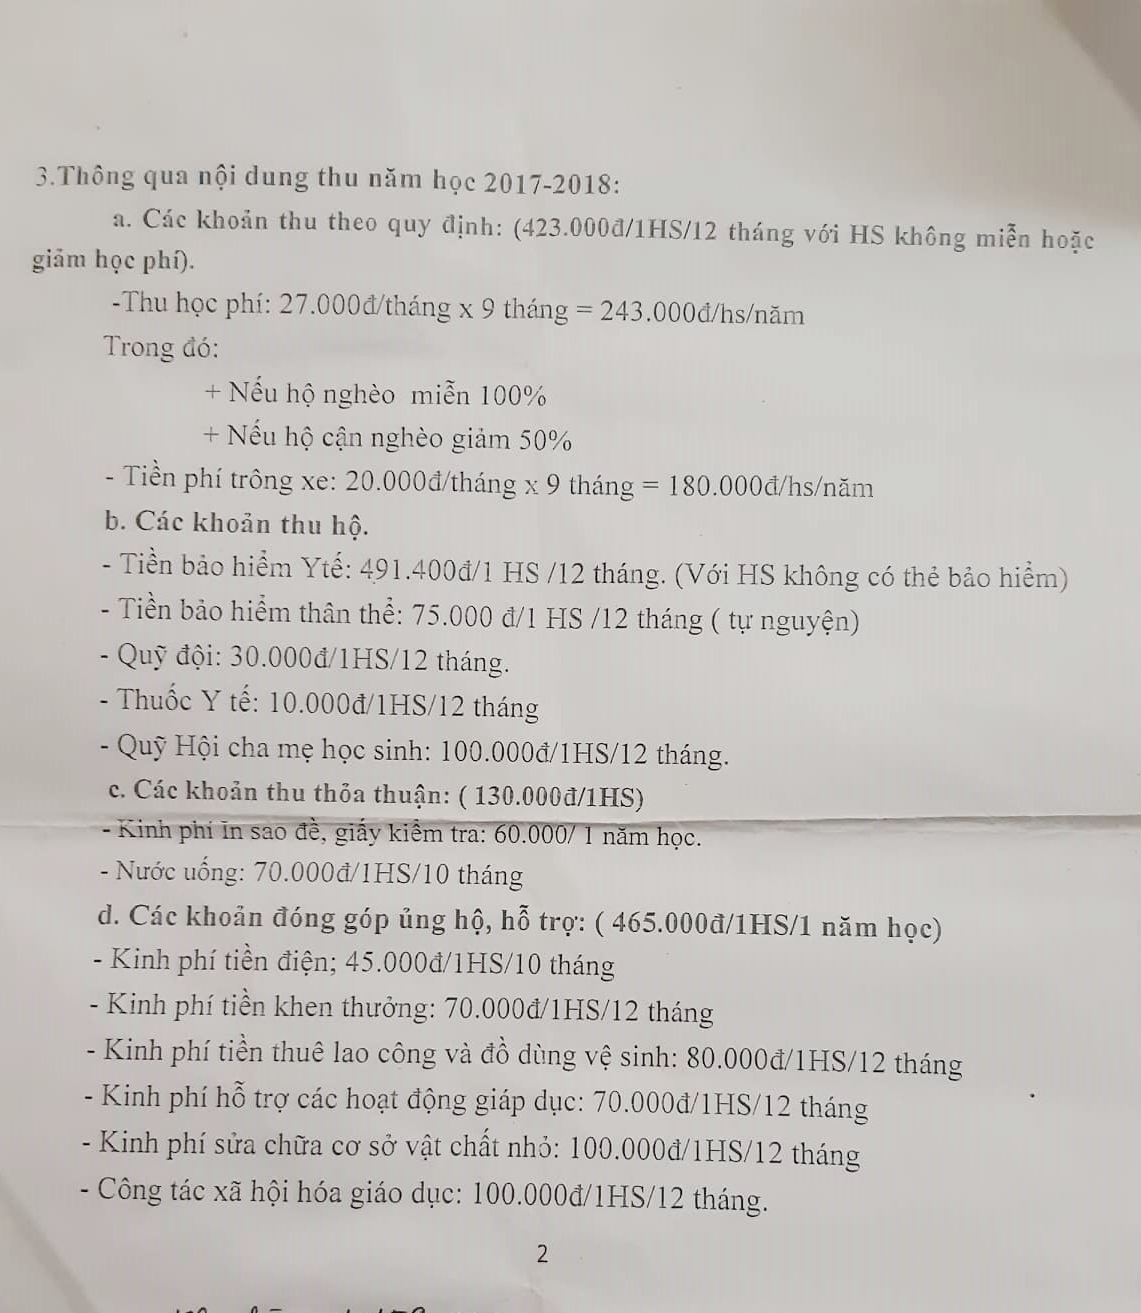 3.Thông qua nội dung thu năm học 2017-2018:
a. Các khoản thu theo quy định: (423.000đ/1HS/12 tháng với HS không miễn hoặc
giảm học phí).
-Thu học phí: 27.000đ/tháng x 9 tháng = 243.000đ/hs/năm
Trong đó:
+ Nếu hộ nghèo miễn 100%
+ Nếu hộ cận nghèo giảm 50%
- Tiền phí trông xe: 20.000đ/tháng x 9 tháng = 180.000đ/hs/năm
b. Các khoản thu hộ.
- Tiền bảo hiểm Ytế: 491.400đ/1 HS /12 tháng. (Với HS không có thẻ bảo hiểm)
- Tiền bảo hiểm thân thể: 75.000 đ/1 HS /12 tháng ( tự nguyện)
- Quỹ đội: 30.000đ/1HS/12 tháng.
- Thuốc Y tế: 10.000đ/1HS/12 tháng
- Quỹ Hội cha mẹ học sinh: 100.000đ/1HS/12 tháng.
c. Các khoản thu thỏa thuận: ( 130.000đ/1HS)
- Kinh phí in sao đề, giấy kiểm tra: 60.000/ 1 năm học.
- Nước uống: 70.000đ/1HS/10 tháng
d. Các khoản đóng góp ủng hộ, hỗ trợ: ( 465.000đ/1HS/1 năm học)
- Kinh phí tiền điện; 45.000đ/1HS/10 tháng
- Kinh phí tiền khen thưởng: 70.000đ/1HS/12 tháng
- Kinh phí tiền thuê lao công và đồ dùng vệ sinh: 80.000đ/1HS/12 tháng
- Kinh phí hỗ trợ các hoạt động giáp dục: 70.000đ/1HS/12 tháng
- Kinh phí sửa chữa cơ sở vật chất nhỏ: 100.000đ/1HS/12 tháng
- Công tác xã hội hóa giáo dục: 100.000đ/1HS/12 tháng.
2